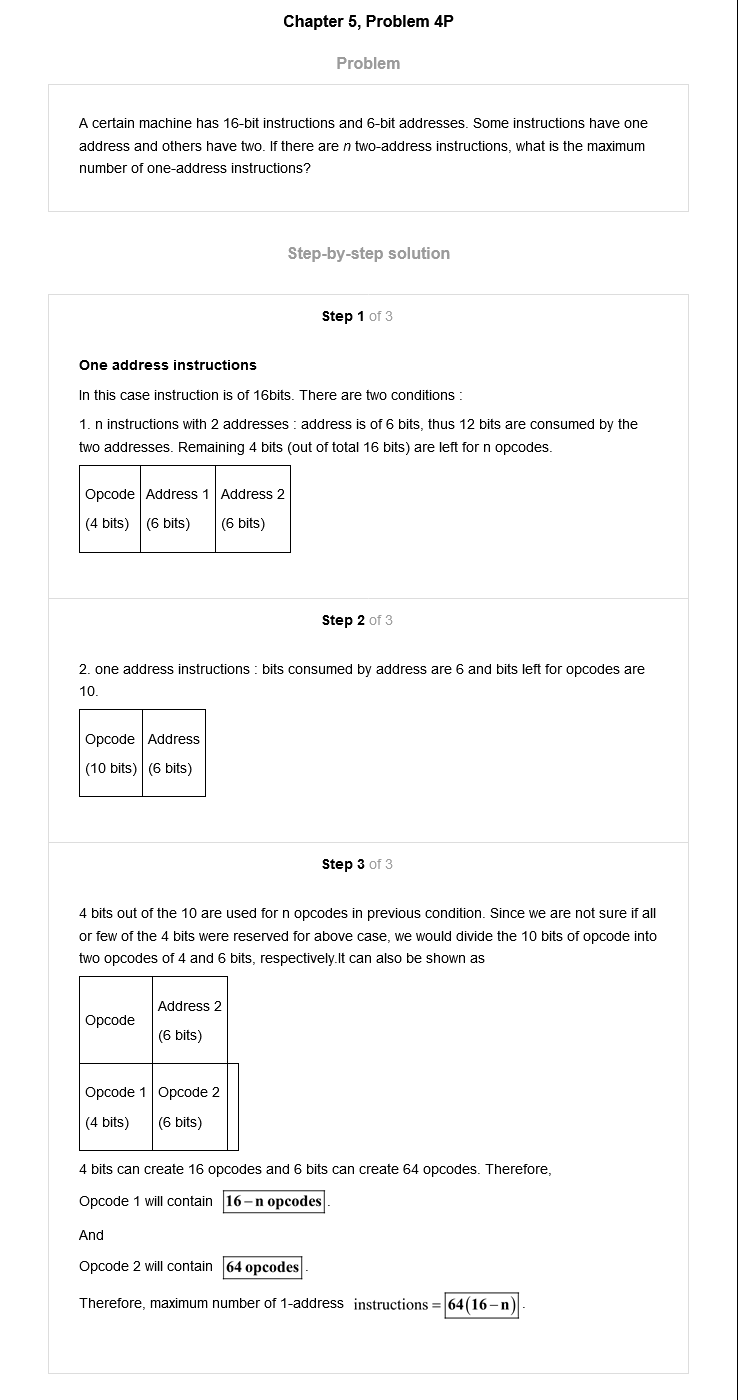 Chapter 5, Problem 4P
Problem
A certain machine has 16-bit instructions and 6-bit addresses. Some instructions have one
address and others have two. If there are n two-address instructions, what is the maximum
number of one-address instructions?
Step-by-step solution
Step 1 of 3
One address instructions
In this case instruction is of 16bits. There are two conditions :
1. n instructions with 2 addresses : address is of 6 bits, thus 12 bits are consumed by the
two addresses. Remaining 4 bits (out of total 16 bits) are left for n opcodes.
Opcode Address 1 Address 2
(4 bits) (6 bits) (6 bits)
Step 2 of 3
2. one address instructions : bits consumed by address are 6 and bits left for opcodes are
10.
Opcode Address
(10 bits) (6 bits)
Step 3 of 3
4 bits out of the 10 are used for n opcodes in previous condition. Since we are not sure if all
or few of the 4 bits were reserved for above case, we would divide the 10 bits of opcode into
two opcodes of 4 and 6 bits, respectively.It can also be shown as
Opcode
Address 2
(6 bits)
Opcode 1 Opcode 2
(4 bits) (6 bits)
4 bits can create 16 opcodes and 6 bits can create 64 opcodes. Therefore,
Opcode 1 will contain 16−n opcodes.
And
Opcode 2 will contain 64 opcodes.
Therefore, maximum number of 1-address instructions = 64(16−n).